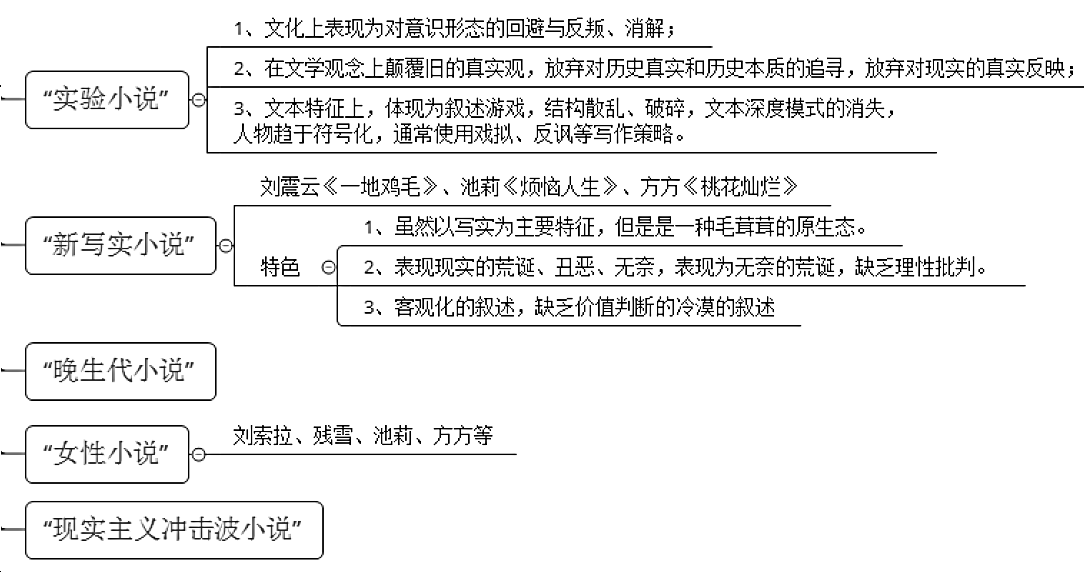 “实验小说”
1、文化上表现为对意识形态的回避与反叛、消解；
2、在文学观念上颠覆旧的真实观，放弃对历史真实和历史本质的追寻，放弃对现实的真实反映；
3、文本特征上，体现为叙述游戏，结构散乱、破碎，文本深度模式的消失，
人物趋于符号化，通常使用戏拟、反讽等写作策略。
“新写实小说”
刘震云《一地鸡毛》、池莉《烦恼人生》、方方《桃花灿烂》
特色
1、虽然以写实为主要特征，但是是一种毛茸茸的原生态。
2、表现现实的荒诞、丑恶、无奈，表现为无奈的荒诞，缺乏理性批判。
3、客观化的叙述，缺乏价值判断的冷漠的叙述
“晚生代小说”
“女性小说”
刘索拉、残雪、池莉、方方等
“现实主义冲击波小说”